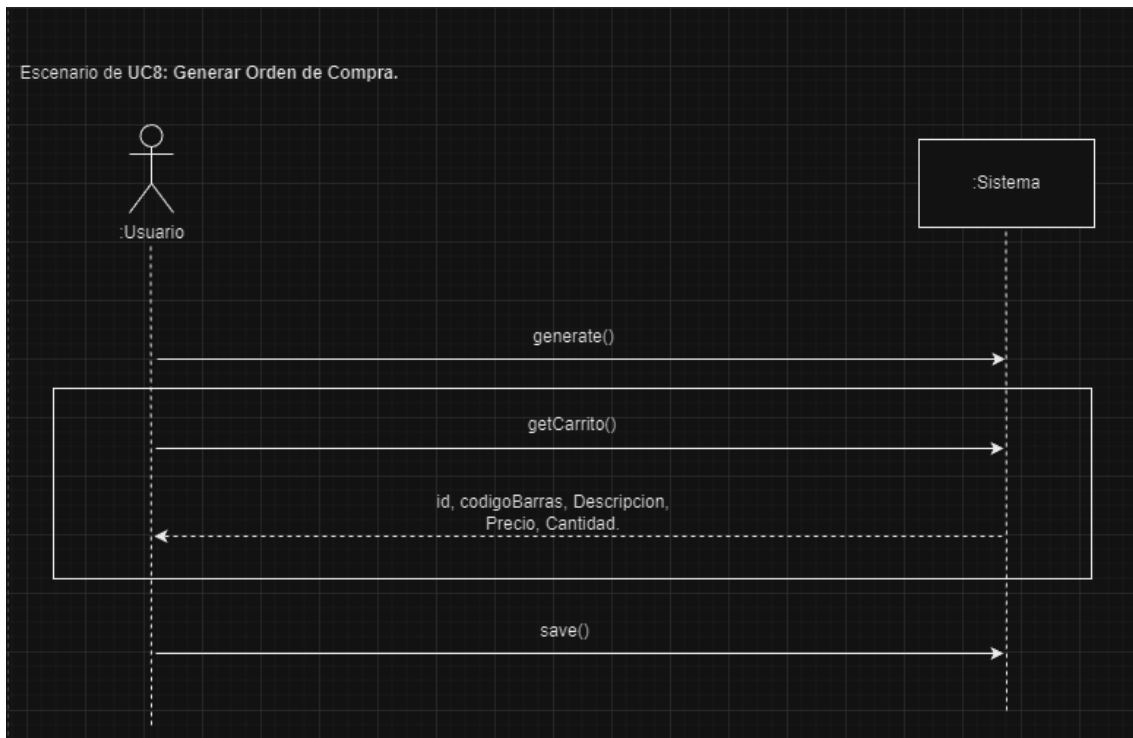 Escenario de UC8: Generar Orden de Compra.
:Usuario
:Sistema
generate()
getCarrito()
id, codigoBarras, Descripcion,
Precio, Cantidad.
save()